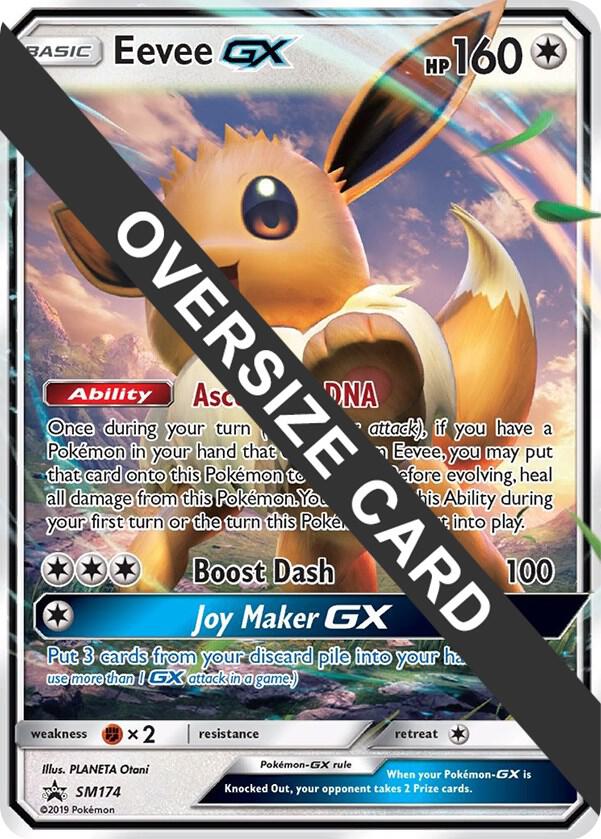 BASIC Eevee GX HP 160
OVERSIZE CARD
Ability Asc DNA
Once during your turn attack), if you have a
Pokémon in your hand that Eevee, you may put
that card onto this Pokémon to efore evolving, heal
all damage from this Pokémon. You his Ability during
your first turn or the turn this Poké t into play.
Boost Dash 100
Joy Maker GX
Put 3 cards from your discard pile into your ha
use more than 1 GX attack in a game.)
weakness ×2 resistance retreat
Illus. PLANETA Otani
SM174
©2019 Pokémon
Pokémon-GX rule
When your Pokémon-GX is
Knocked Out, your opponent takes 2 Prize cards.